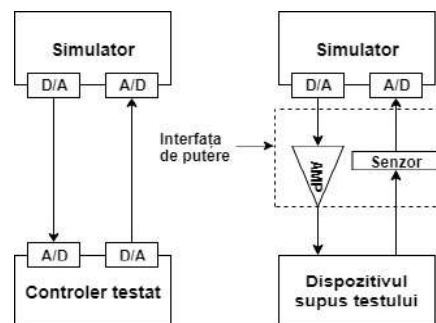 Simulator
D/A
A/D
A/D
D/A
Controler testat
Simulator
D/A
A/D
Interfața
de putere
AMP
Senzor
Dispozitivul
supus testului